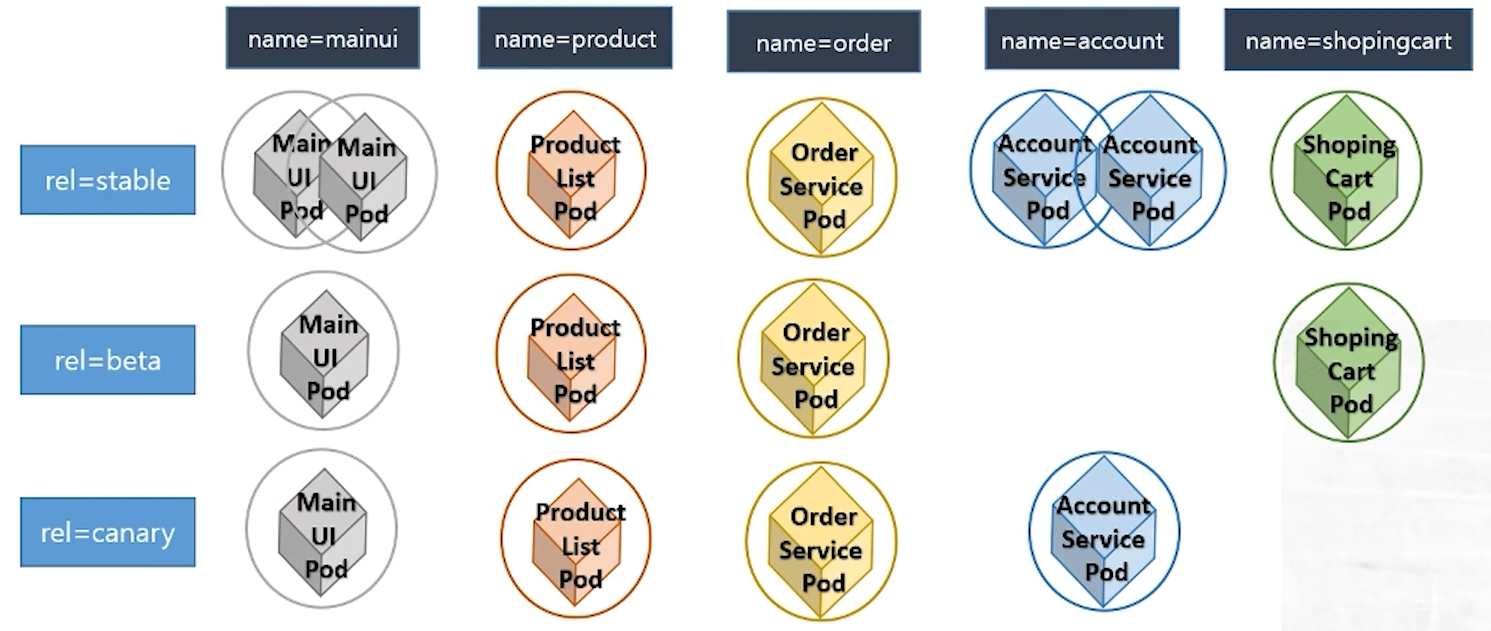 name=mainui
name=product
name=order
name=account
name=shopingcart
rel=stable
Main
UI
Pod
Main
UI
Pod
Product
List
Pod
Order
Service
Pod
Account
Service
Pod
Account
Service
Pod
Shoping
Cart
Pod
rel=beta
Main
UI
Pod
Product
List
Pod
Order
Service
Pod
Shoping
Cart
Pod
rel=canary
Main
UI
Pod
Product
List
Pod
Order
Service
Pod
Account
Service
Pod